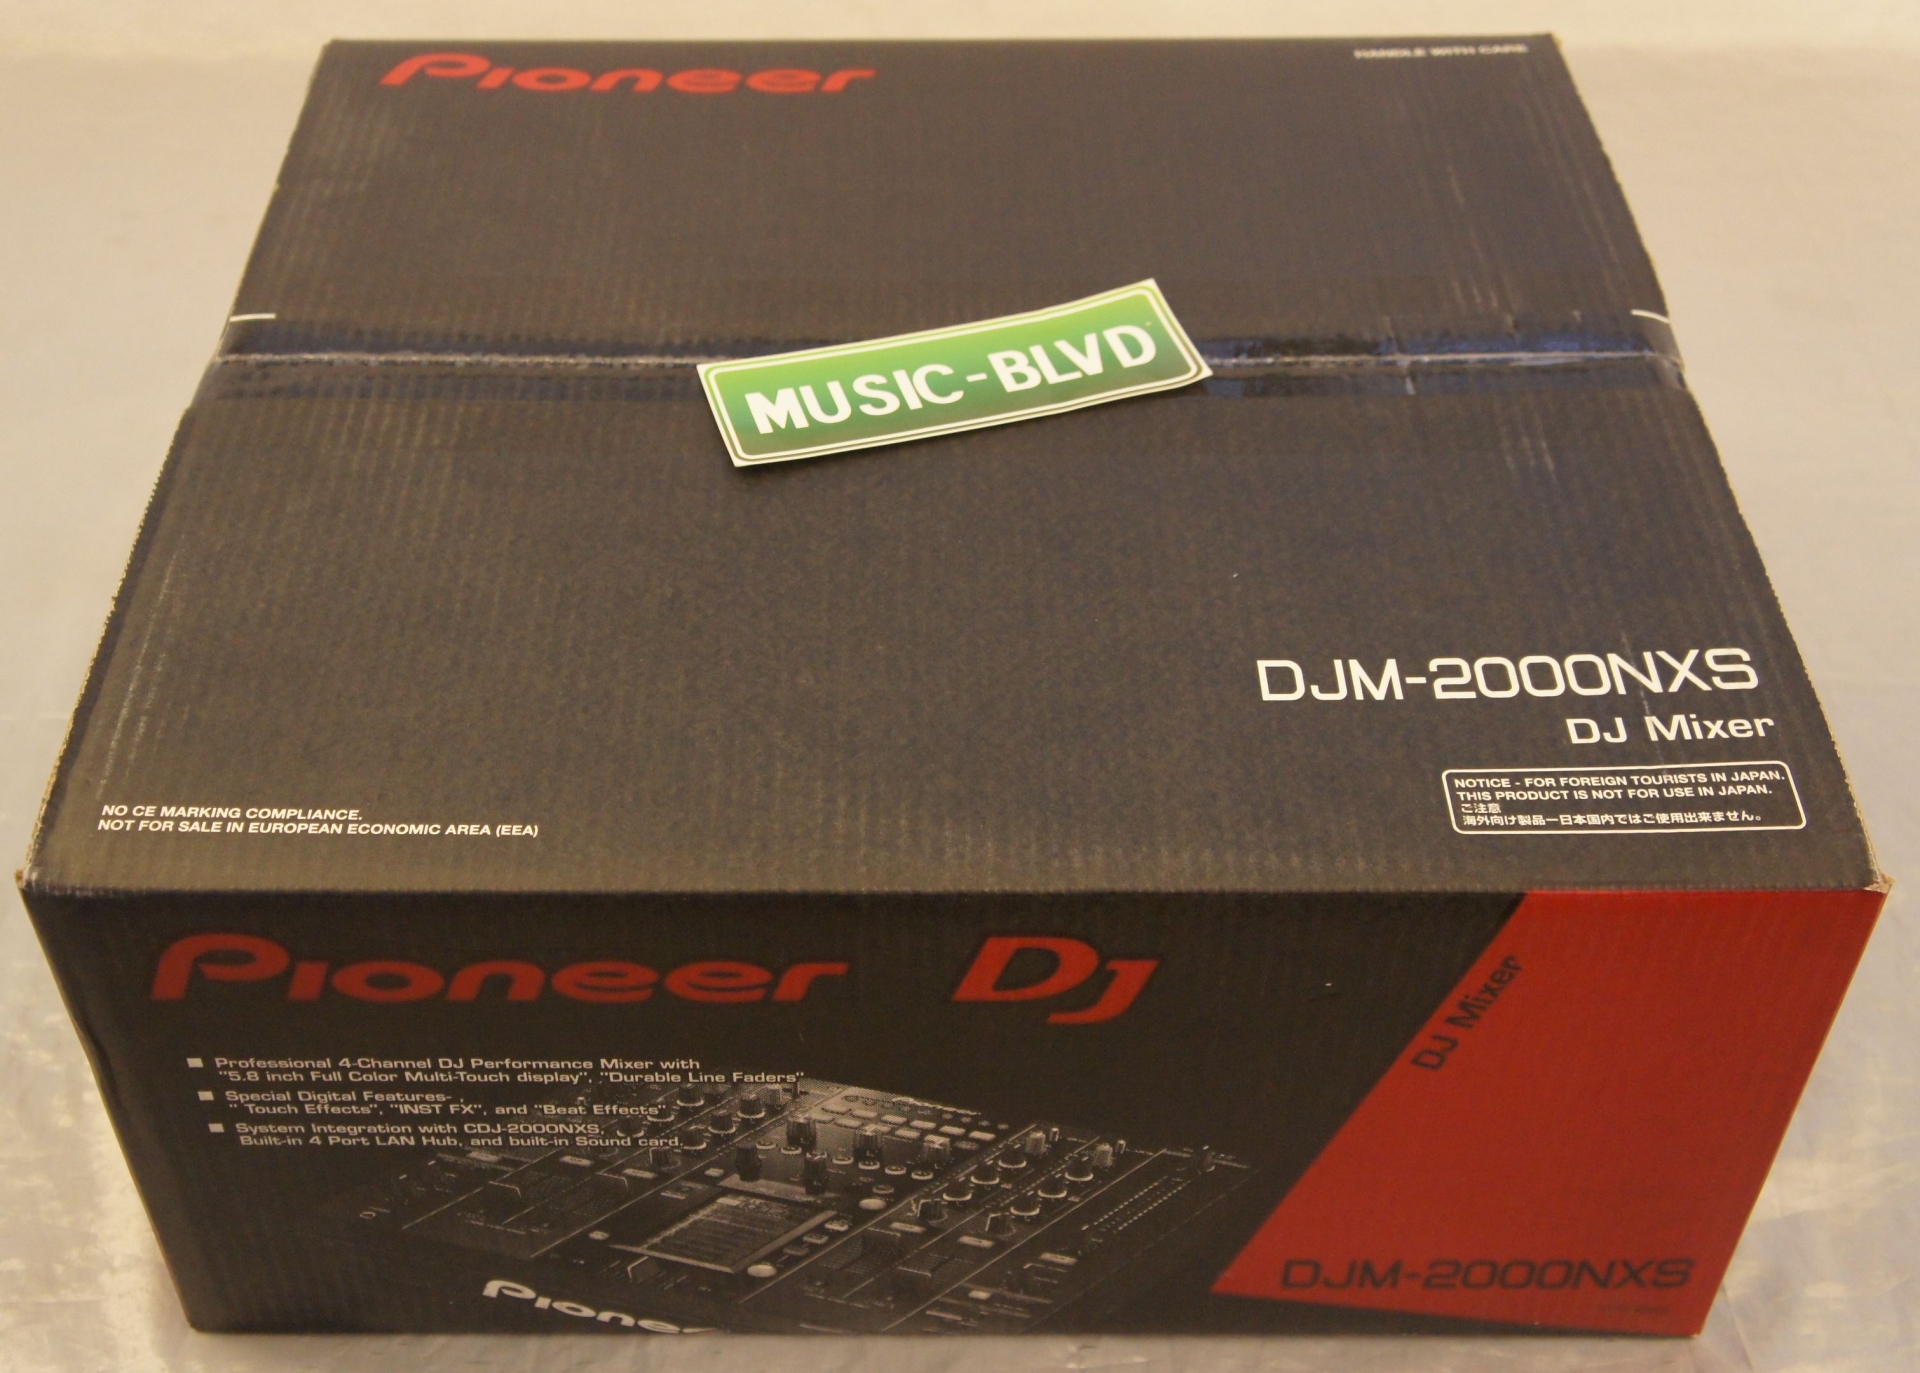 Pioneer
HANDLE WITH CARE
MUSIC-BLVD
DJM-2000NXS
DJ Mixer
NOTICE - FOR FOREIGN TOURISTS IN JAPAN.
THIS PRODUCT IS NOT FOR USE IN JAPAN.
ご注意
海外向け製品一日本国内ではご使用出来ません。
NO CE MARKING COMPLIANCE.
NOT FOR SALE IN EUROPEAN ECONOMIC AREA (EEA)
Pioneer DJ
DJ Mixer
■ Professional 4-Channel DJ Performance Mixer with
"5.8 inch Full Color Multi-Touch display", "Durable Line Faders"
■ Special Digital Features-
" Touch Effects", "INST FX", and "Beat Effects"
■ System Integration with CDJ-2000NXS,
Built-in 4 Port LAN Hub, and built-in Sound card.
DJM-2000NXS
Pioneer